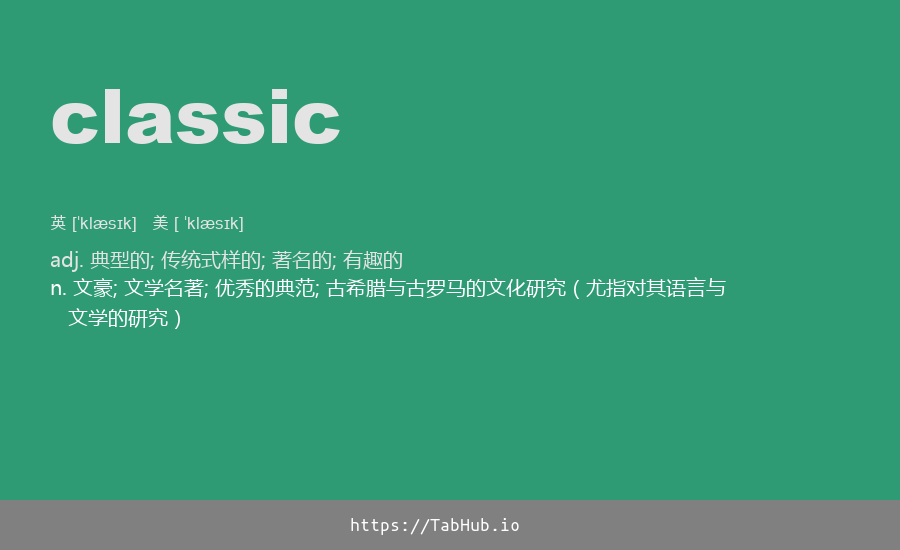 classic
英 [ˈklæsɪk] 美 [ ˈklæsɪk]
adj. 典型的; 传统式样的; 著名的; 有趣的
n. 文豪; 文学名著; 优秀的典范; 古希腊与古罗马的文化研究（尤指对其语言与
文学的研究）
https://TabHub.io